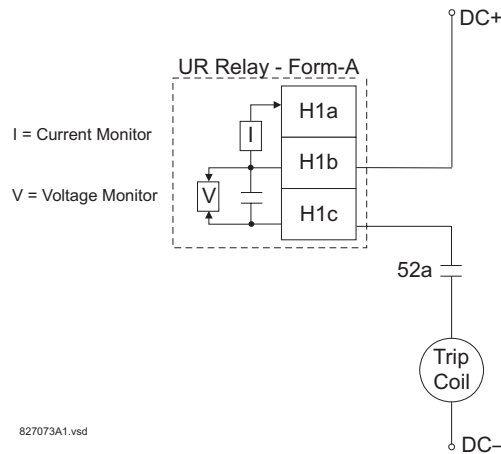 DC+
UR Relay - Form-A
H1a
I = Current Monitor
I
H1b
V = Voltage Monitor
V
H1c
52a
Trip
Coil
827073A1.vsd
DC–